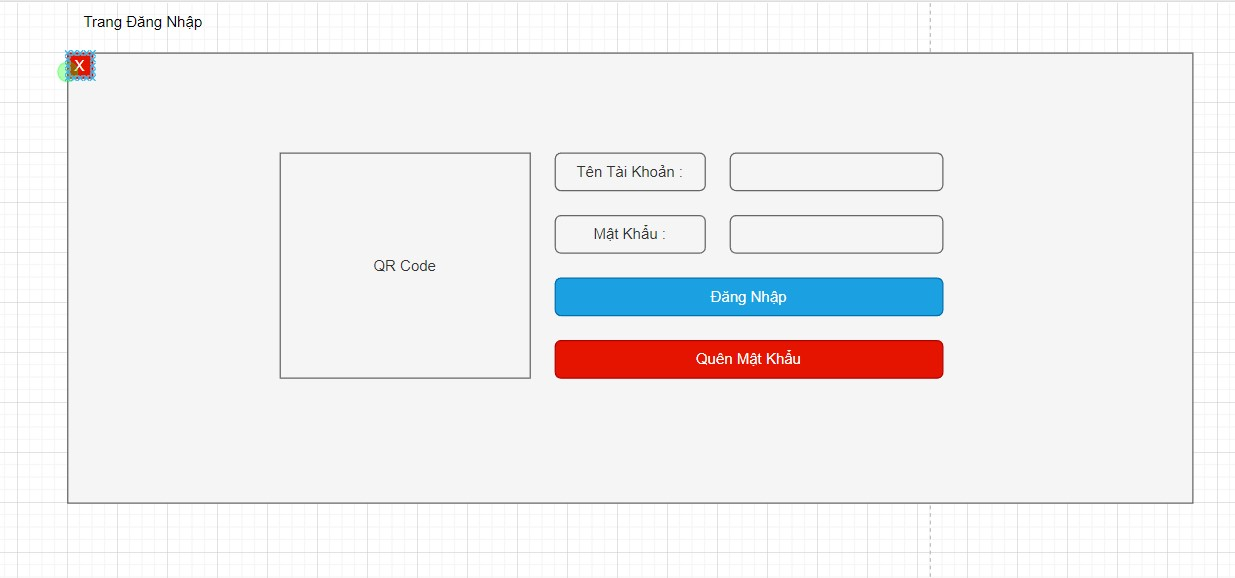 Trang Đăng Nhập
X
Tên Tài Khoản :
Mật Khẩu :
QR Code
Đăng Nhập
Quên Mật Khẩu